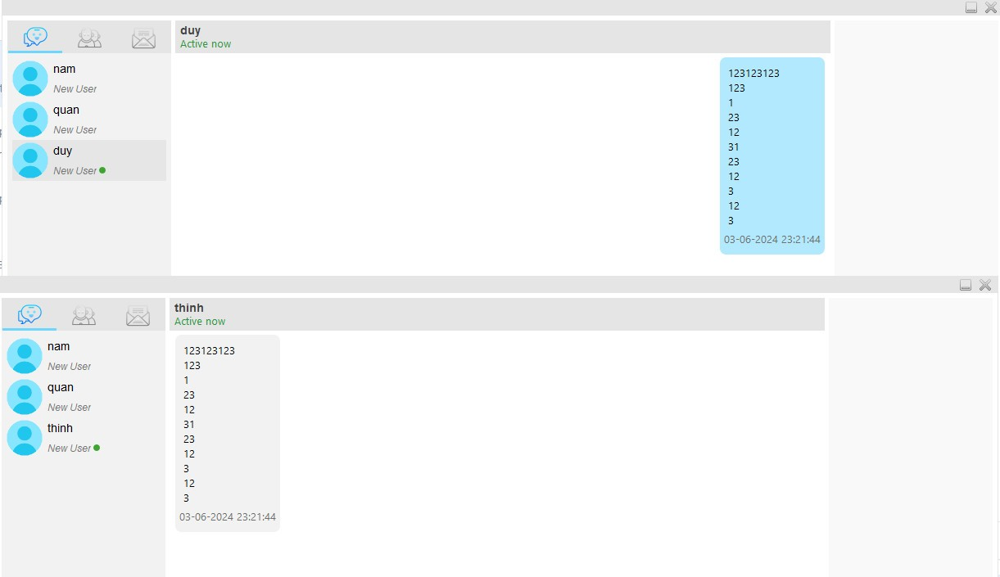 duy
Active now
nam
New User
quan
New User
duy
New User
123123123
123
1
23
12
31
23
12
3
12
3
03-06-2024 23:21:44
thinh
Active now
nam
New User
quan
New User
thinh
New User
123123123
123
1
23
12
31
23
12
3
12
3
03-06-2024 23:21:44